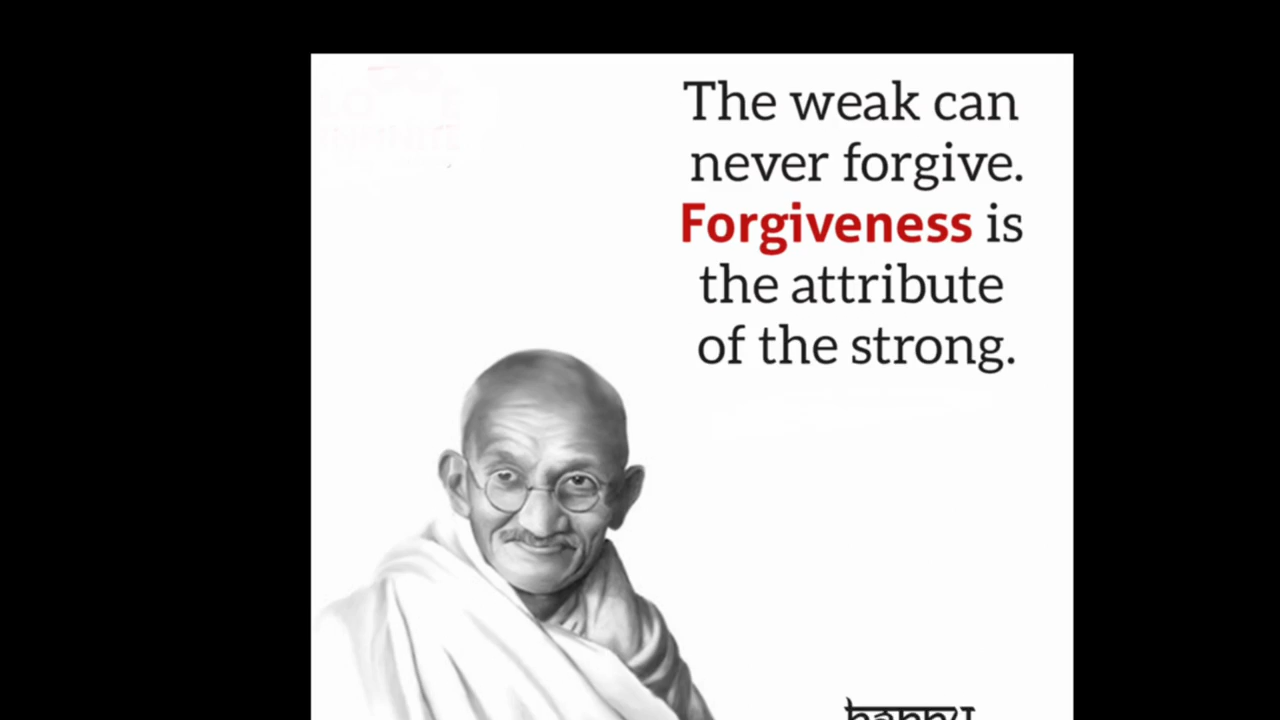 The weak can
never forgive.
Forgiveness is
the attribute
of the strong.